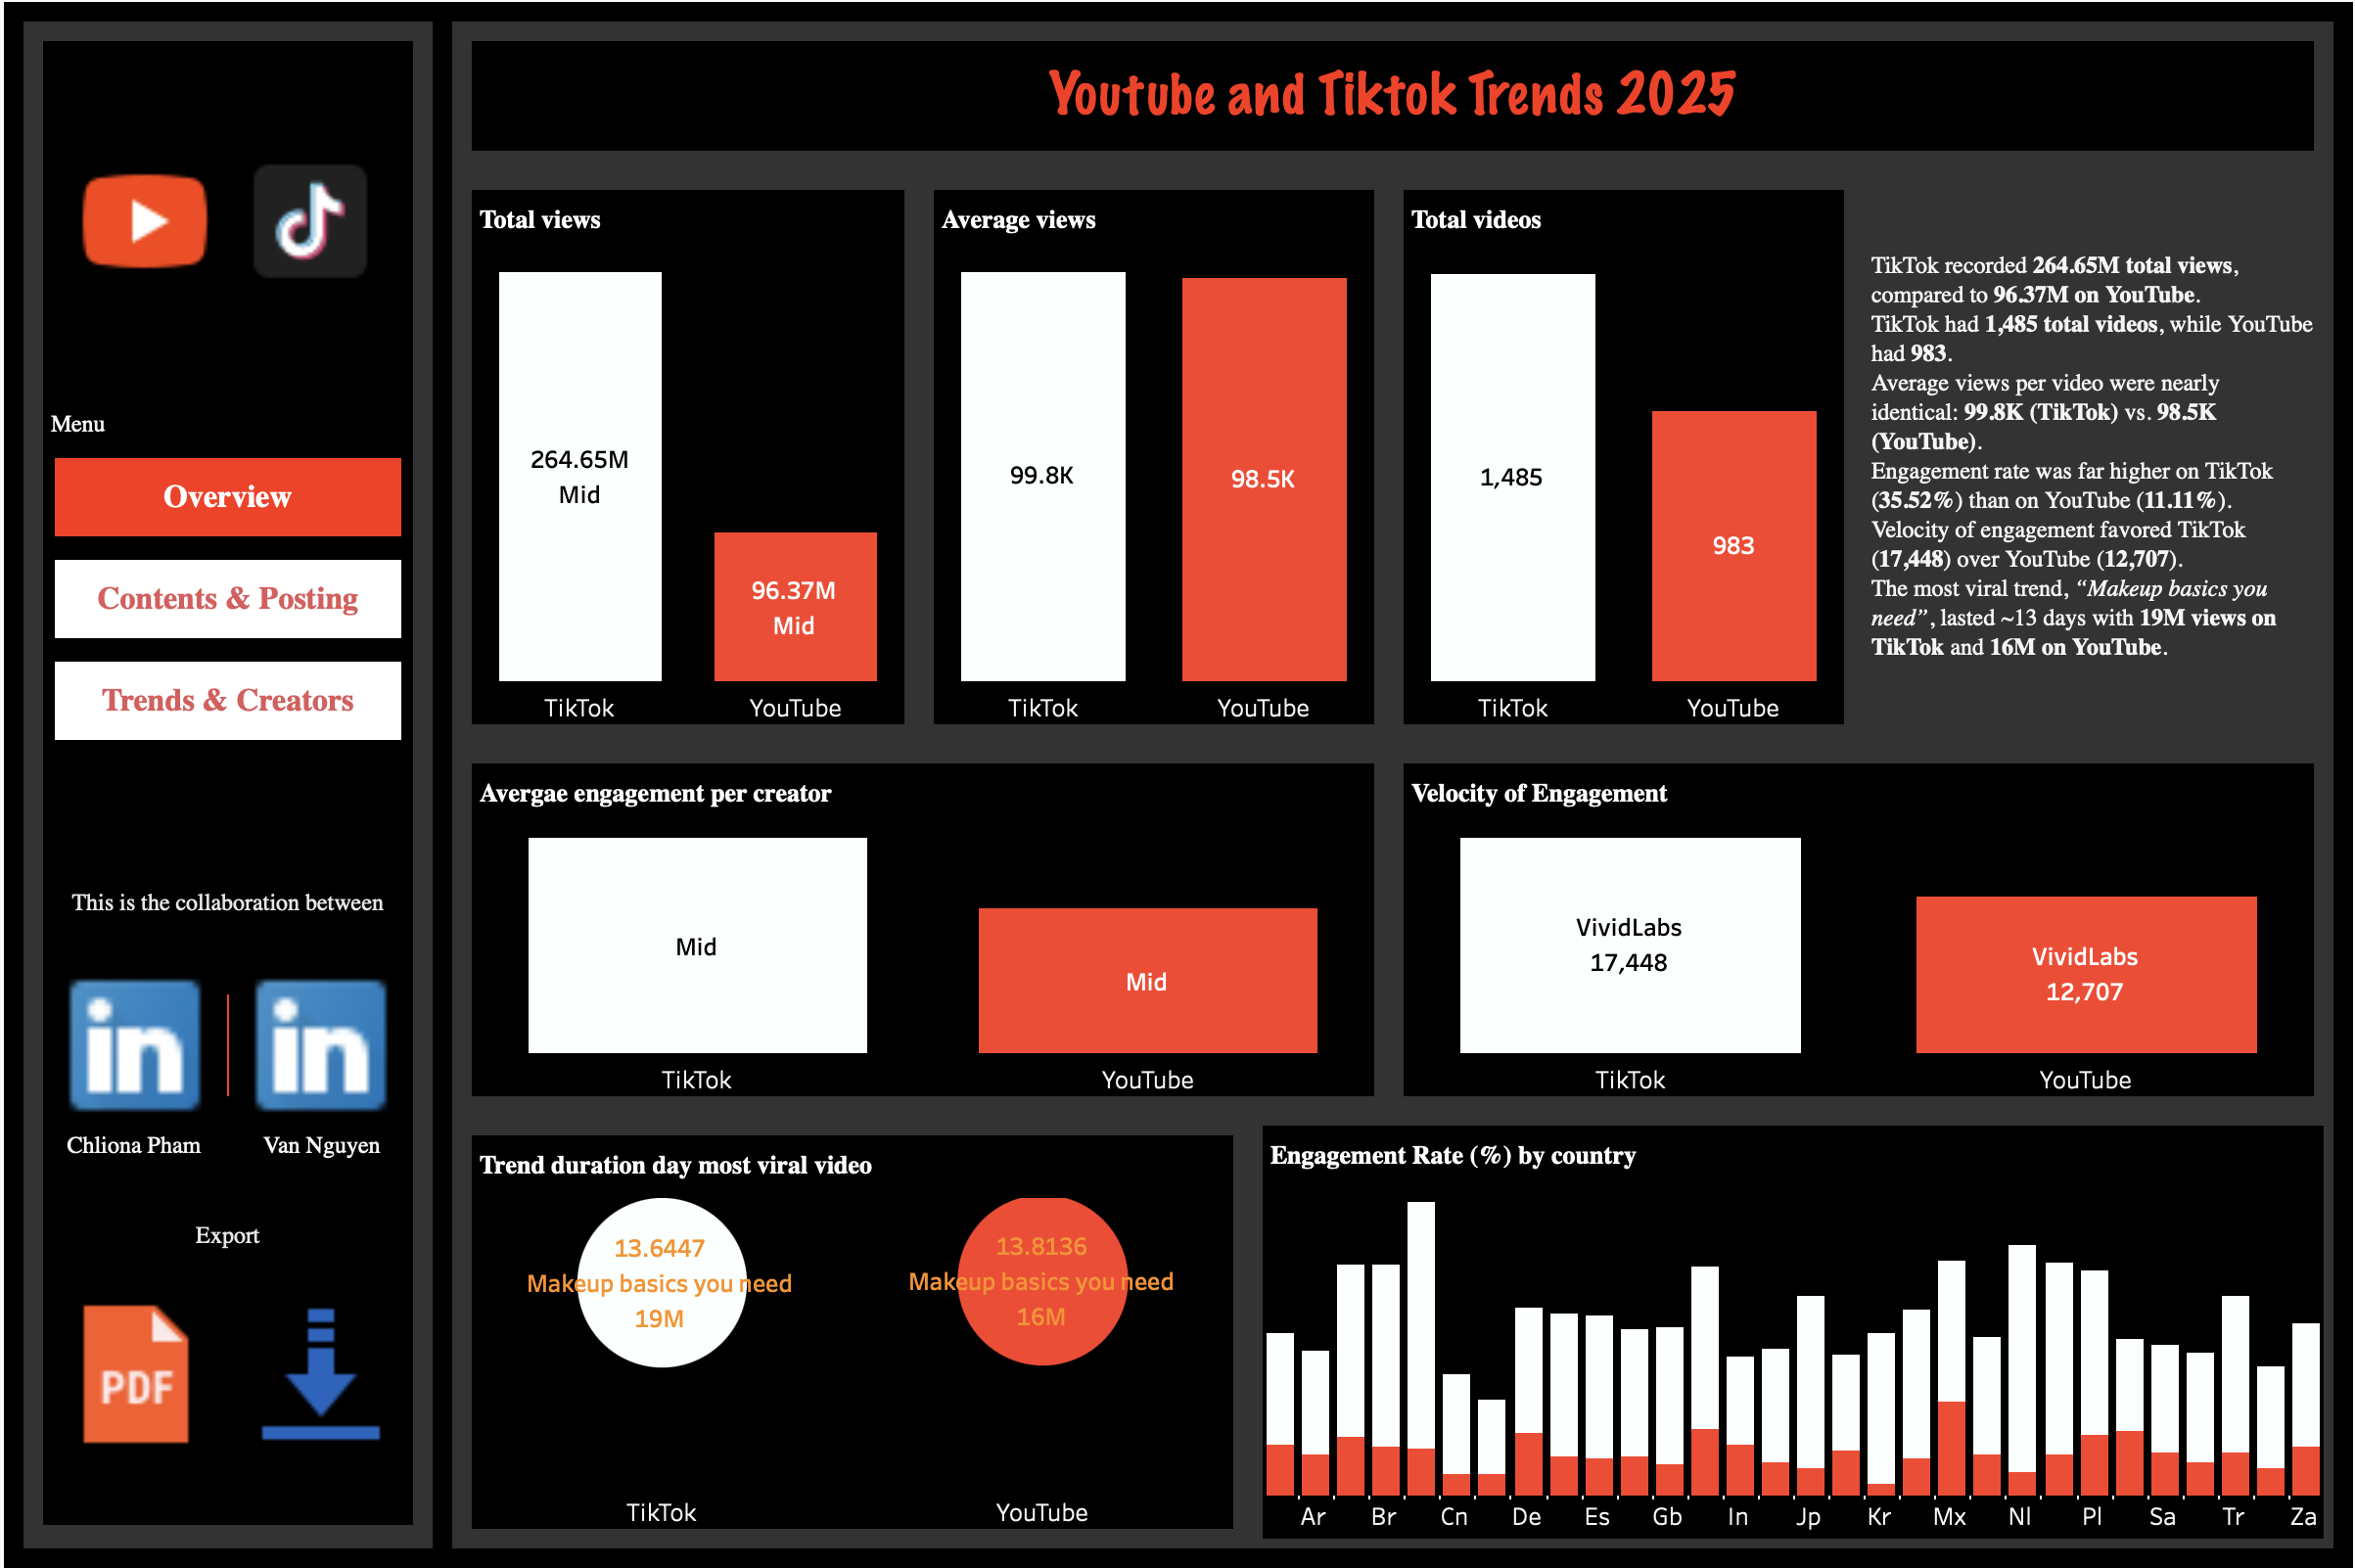 Youtube and Tiktok Trends 2025
Menu
Overview
Contents & Posting
Trends & Creators
This is the collaboration between
in
in
Chliona Pham
Van Nguyen
Export
PDF
Total views
264.65M
Mid
96.37M
Mid
TikTok
YouTube
Average views
99.8K
98.5K
TikTok
YouTube
Total videos
1,485
983
TikTok
YouTube
TikTok recorded 264.65M total views,
compared to 96.37M on YouTube.
TikTok had 1,485 total videos, while YouTube
had 983.
Average views per video were nearly
identical: 99.8K (TikTok) vs. 98.5K
(YouTube).
Engagement rate was far higher on TikTok
(35.52%) than on YouTube (11.11%).
Velocity of engagement favored TikTok
(17,448) over YouTube (12,707).
The most viral trend, “Makeup basics you
need”, lasted ~13 days with 19M views on
TikTok and 16M on YouTube.
Avergae engagement per creator
Mid
Mid
TikTok
YouTube
Velocity of Engagement
VividLabs
17,448
VividLabs
12,707
TikTok
YouTube
Trend duration day most viral video
13.6447
Makeup basics you need
19M
13.8136
Makeup basics you need
16M
TikTok
YouTube
Engagement Rate (%) by country
Ar Br Cn De Es Gb In Jp Kr Mx Nl Pl Sa Tr Za